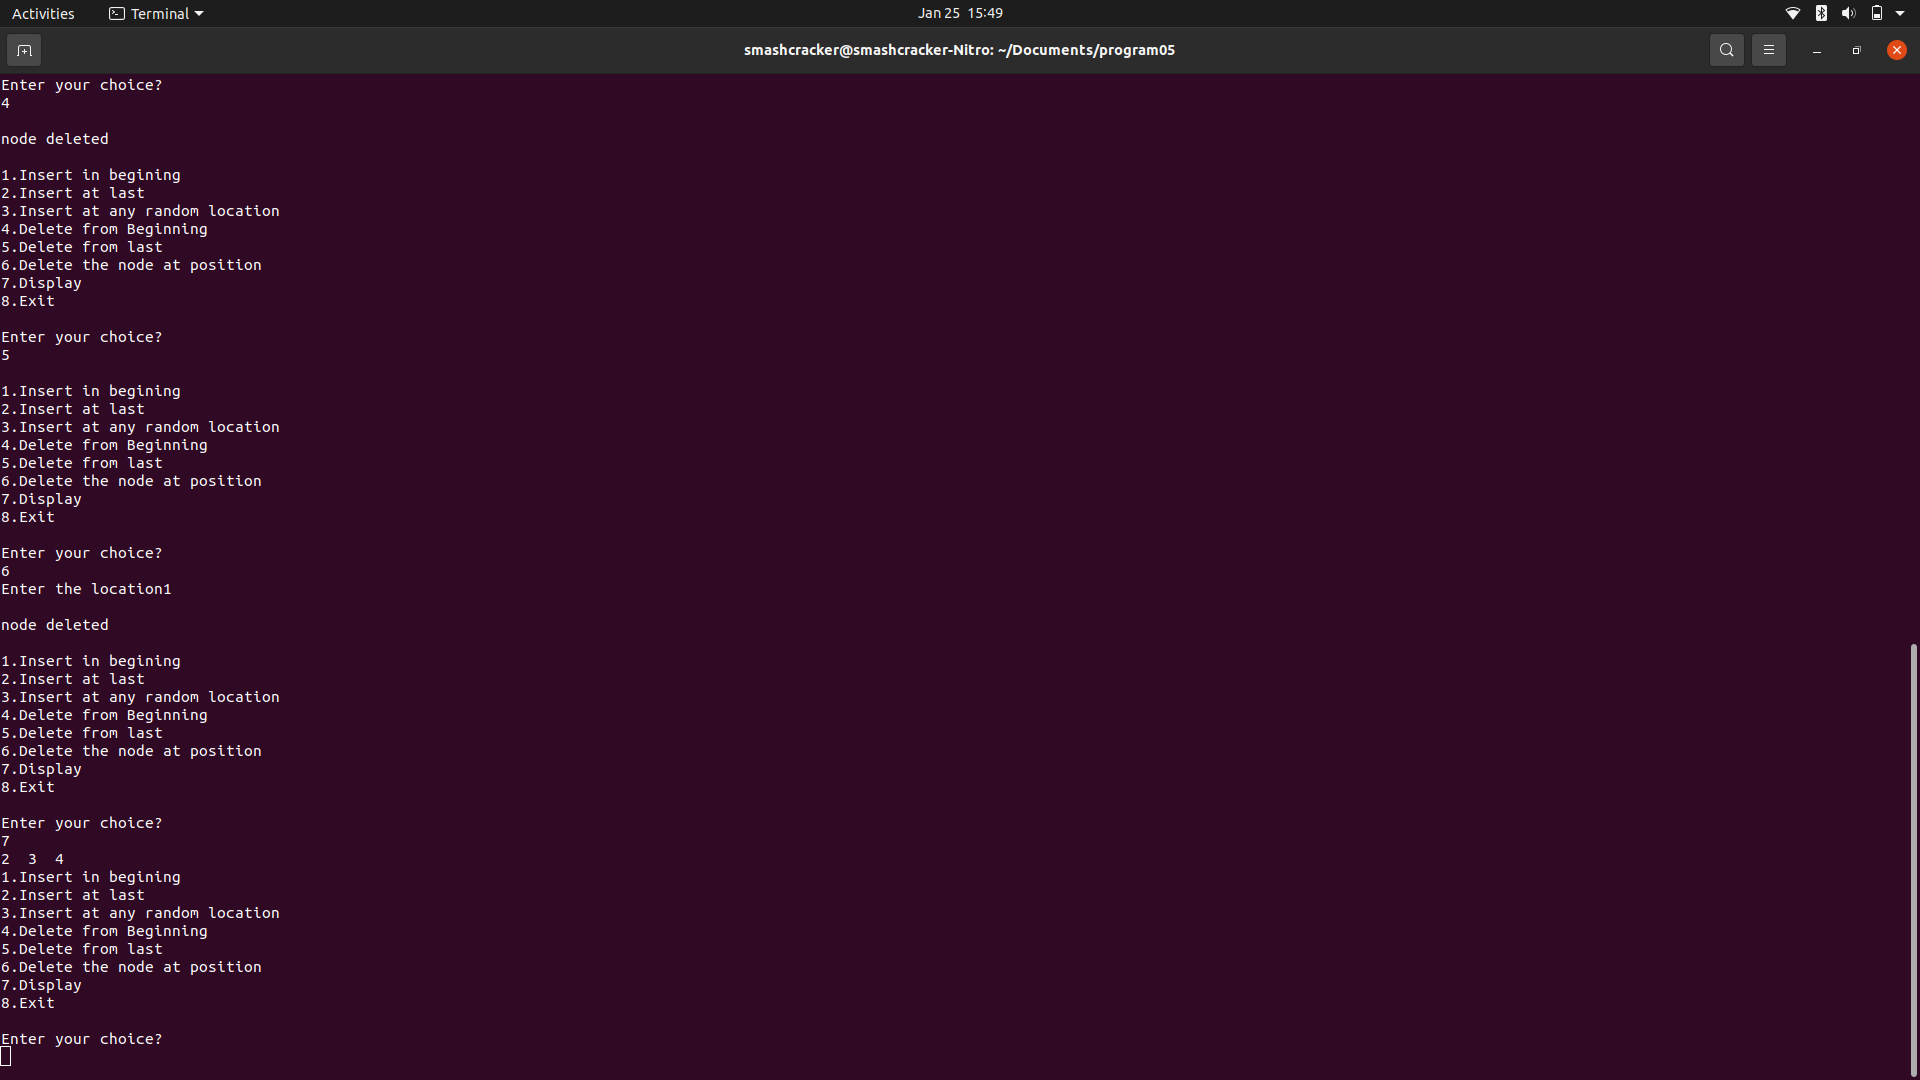 Activities Terminal Jan 25 15:49
smashcracker@smashcracker-Nitro: ~/Documents/program05
Enter your choice?
4
node deleted
1.Insert in begining
2.Insert at last
3.Insert at any random location
4.Delete from Beginning
5.Delete from last
6.Delete the node at position
7.Display
8.Exit
Enter your choice?
5
1.Insert in begining
2.Insert at last
3.Insert at any random location
4.Delete from Beginning
5.Delete from last
6.Delete the node at position
7.Display
8.Exit
Enter your choice?
6
Enter the location1
node deleted
1.Insert in begining
2.Insert at last
3.Insert at any random location
4.Delete from Beginning
5.Delete from last
6.Delete the node at position
7.Display
8.Exit
Enter your choice?
7
2 3 4
1.Insert in begining
2.Insert at last
3.Insert at any random location
4.Delete from Beginning
5.Delete from last
6.Delete the node at position
7.Display
8.Exit
Enter your choice?